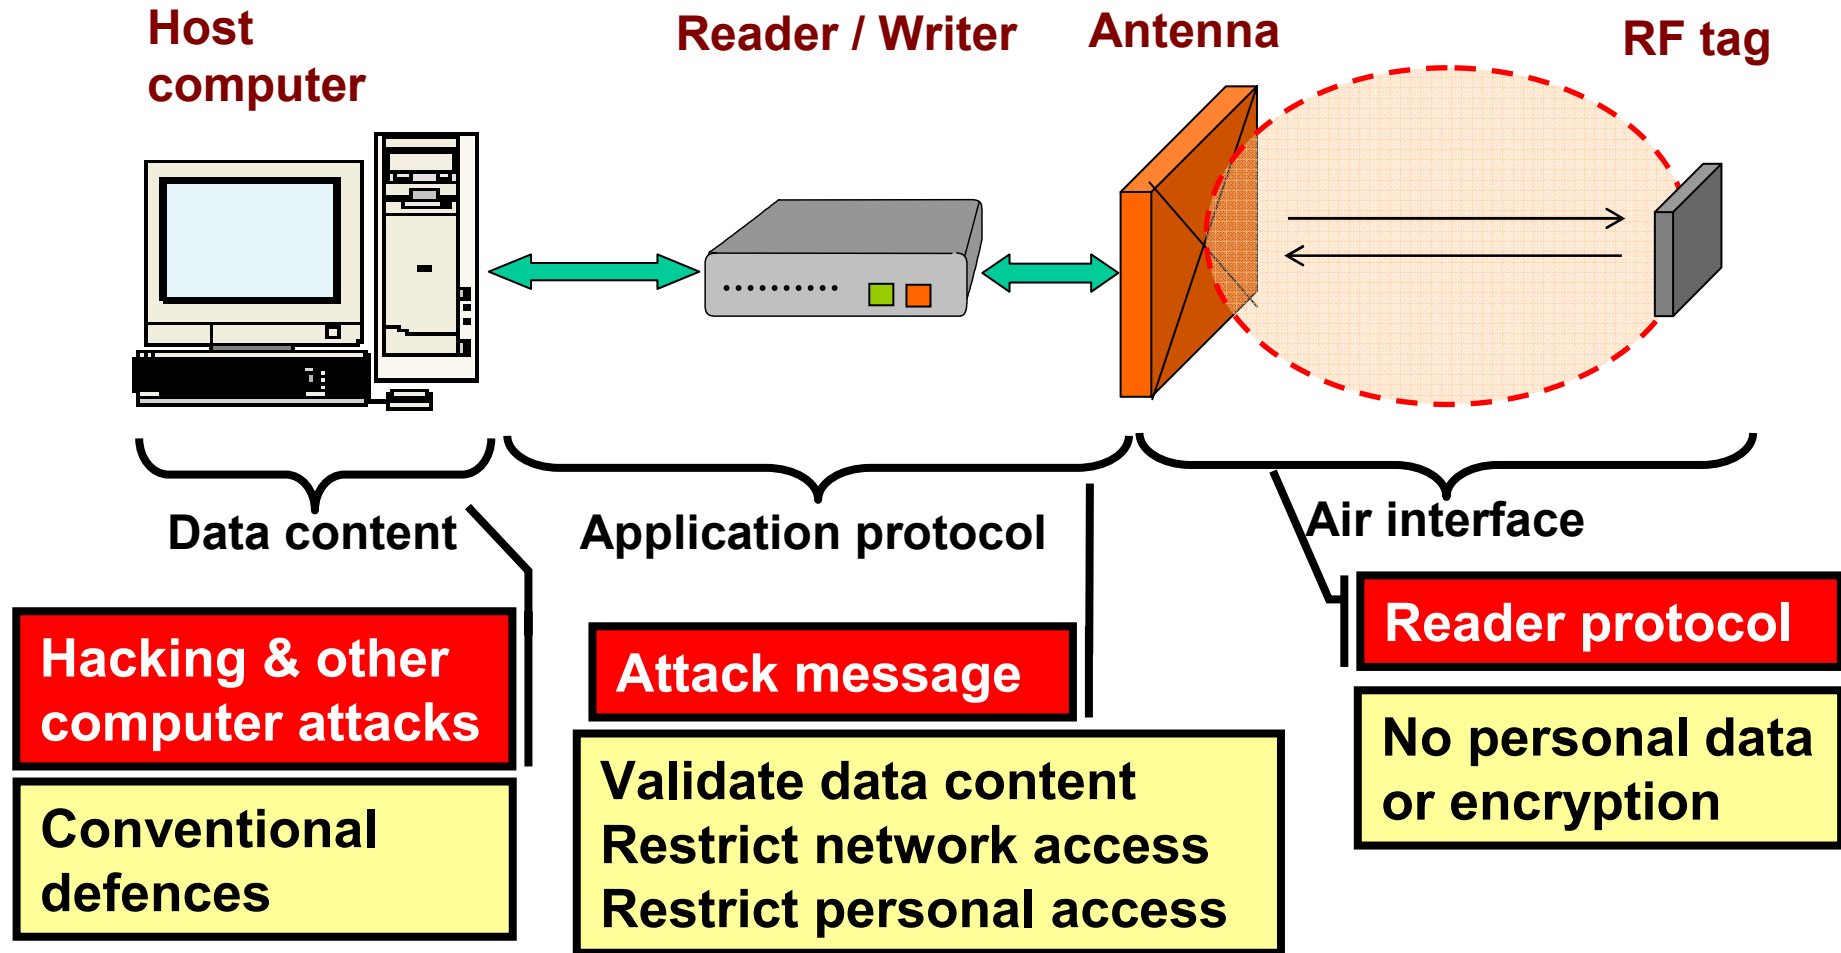 Host
computer
Reader / Writer
Antenna
RF tag
Data content
Application protocol
Air interface
Hacking & other
computer attacks
Conventional
defences
Attack message
Validate data content
Restrict network access
Restrict personal access
Reader protocol
No personal data
or encryption